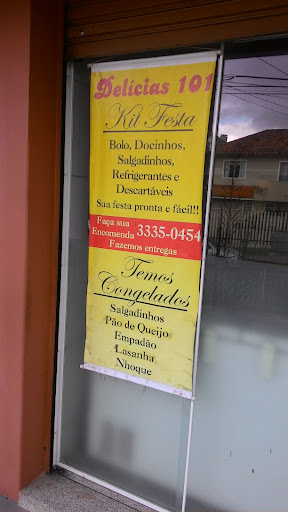 Delícias 101
Kit Festa
Bolo, Docinhos,
Salgadinhos,
Refrigerantes e
Descartáveis
Sua festa pronta e fácil!!
Faça sua
Encomenda 3335-0454
Fazemos entregas
Temos
Congelados
Salgadinhos
Pão de Queijo
Empadão
Lasanha
Nhoque